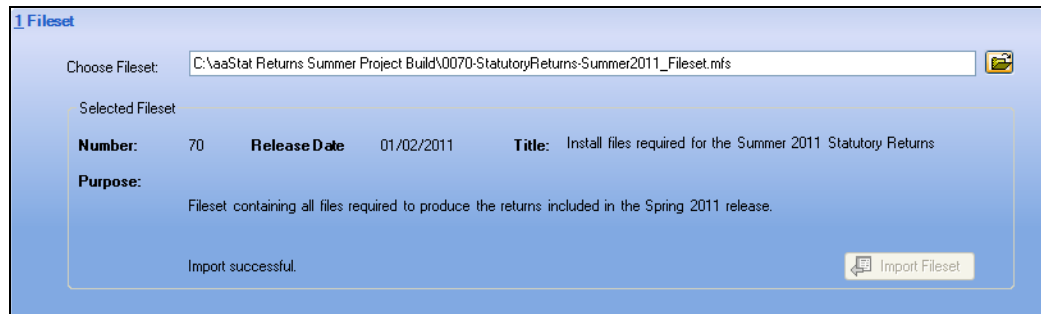 1 Fileset
Choose Fileset: C:\aaStat Returns Summer Project Build\0070-StatutoryReturns-Summer2011_Fileset.mfs
Selected Fileset
Number: 70 Release Date 01/02/2011 Title: Install files required for the Summer 2011 Statutory Returns
Purpose:
Fileset containing all files required to produce the returns included in the Spring 2011 release.
Import successful. Import Fileset